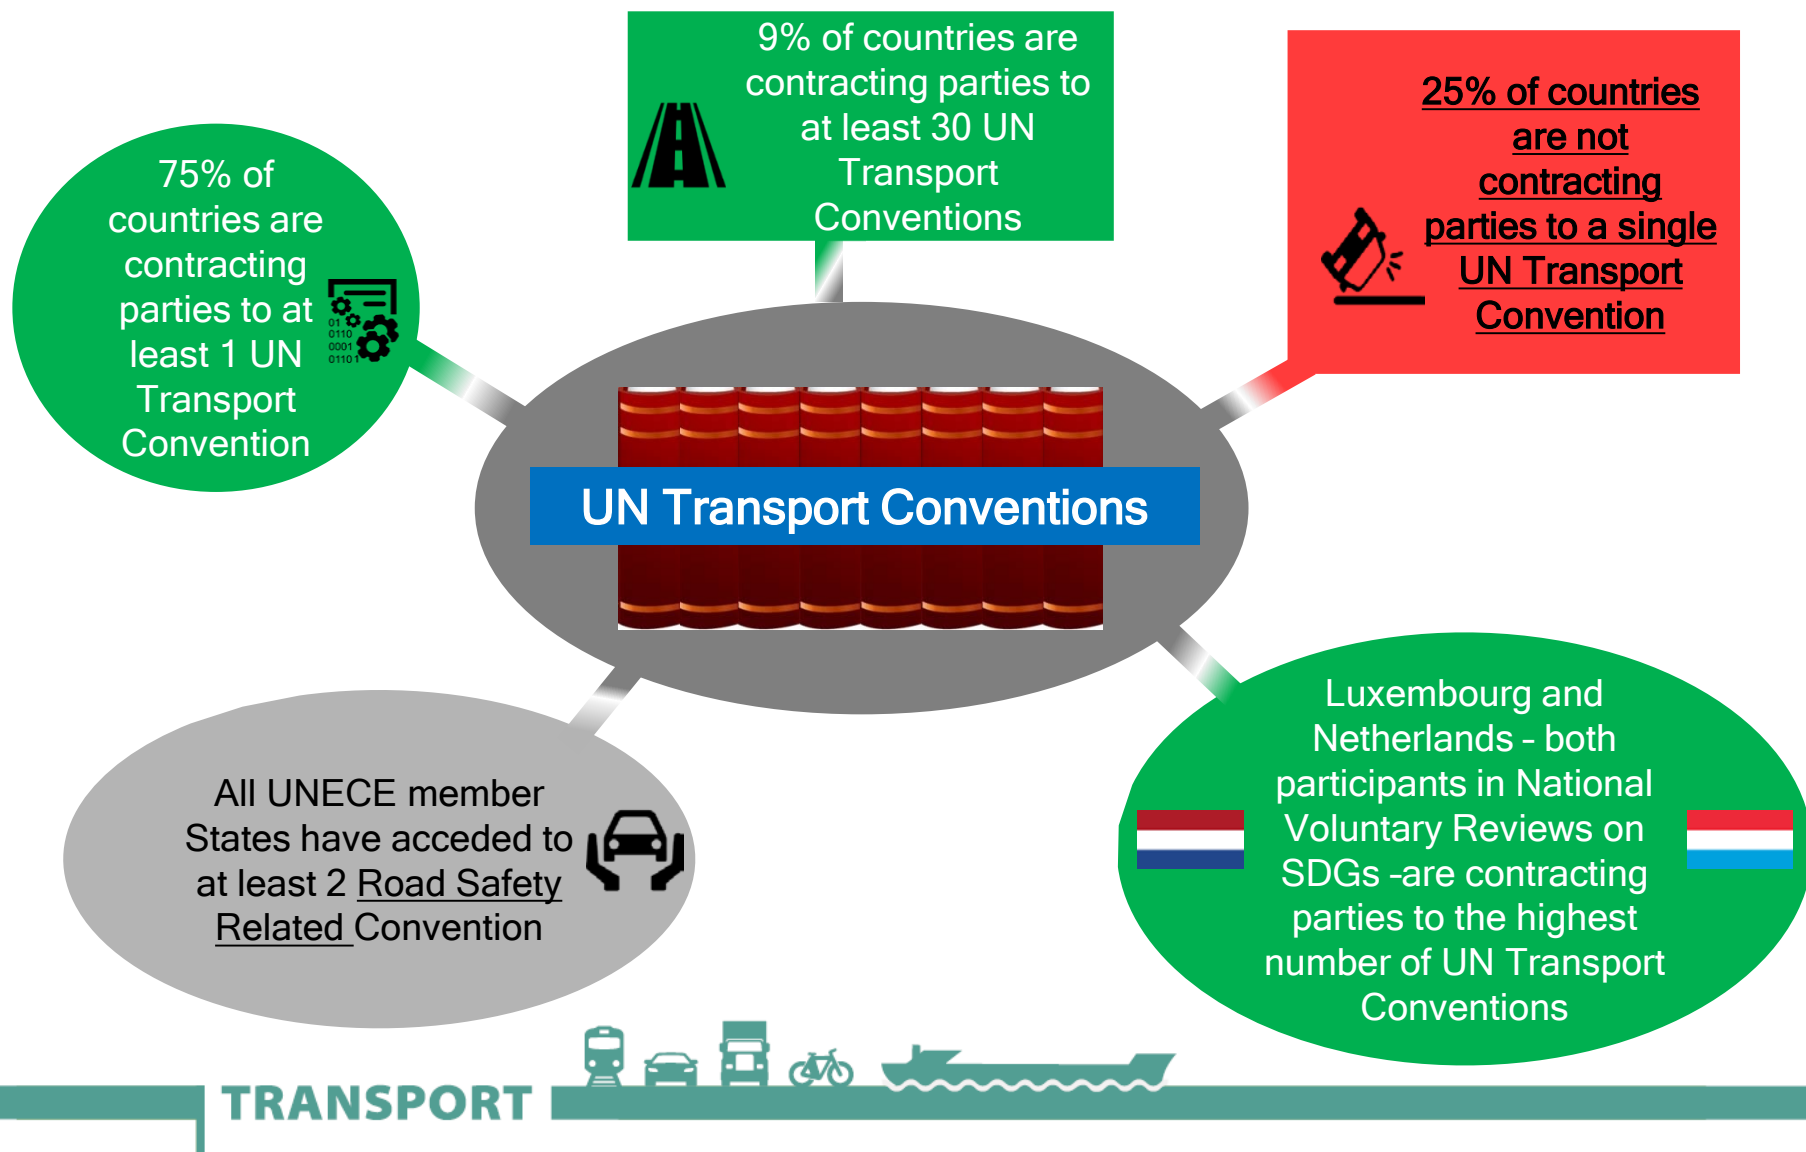 9% of countries are
contracting parties to
at least 30 UN
Transport
Conventions
25% of countries
are not
contracting
parties to a single
UN Transport
Convention
75% of
countries are
contracting
parties to at
least 1 UN
Transport
Convention
01
0110
0001
01101
UN Transport Conventions
All UNECE member
States have acceded to
at least 2 Road Safety
Related Convention
Luxembourg and
Netherlands – both
participants in National
Voluntary Reviews on
SDGs –are contracting
parties to the highest
number of UN Transport
Conventions
TRANSPORT